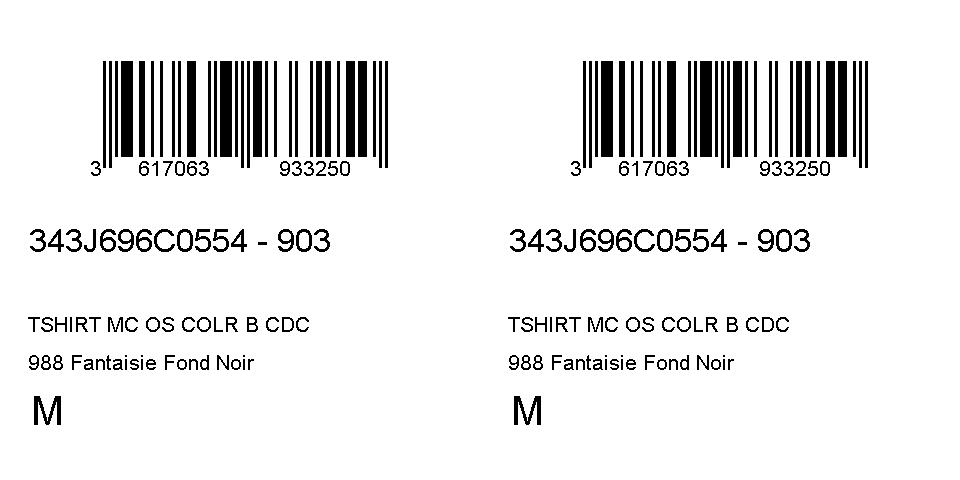 3 617063 933250
343J696C0554 - 903
TSHIRT MC OS COLR B CDC
988 Fantaisie Fond Noir
M
3 617063 933250
343J696C0554 - 903
TSHIRT MC OS COLR B CDC
988 Fantaisie Fond Noir
M